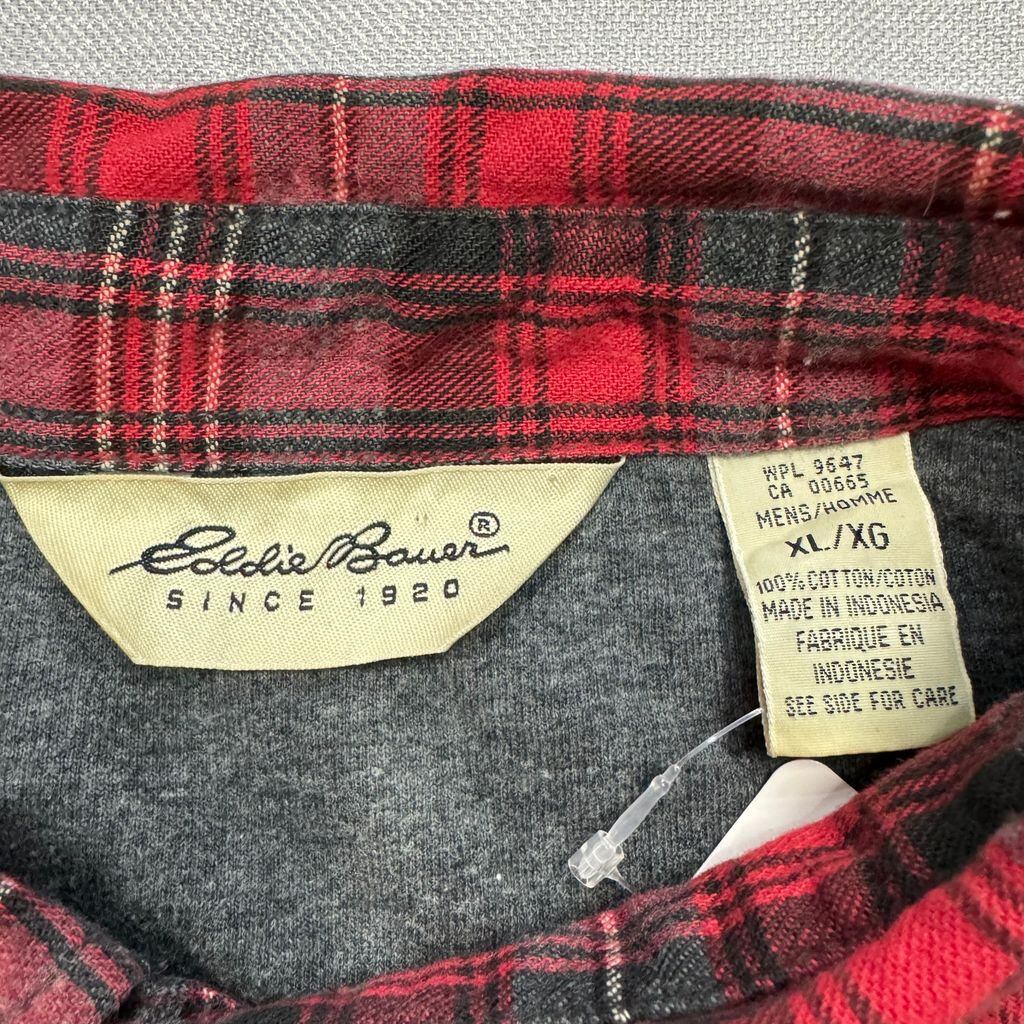 Eddie Bauer®
SINCE 1920
WPL 9647
CA 00665
MENS/HOMME
XL/XG
100% COTTON/COTON
MADE IN INDONESIA
FABRIQUE EN
INDONESIE
SEE SIDE FOR CARE